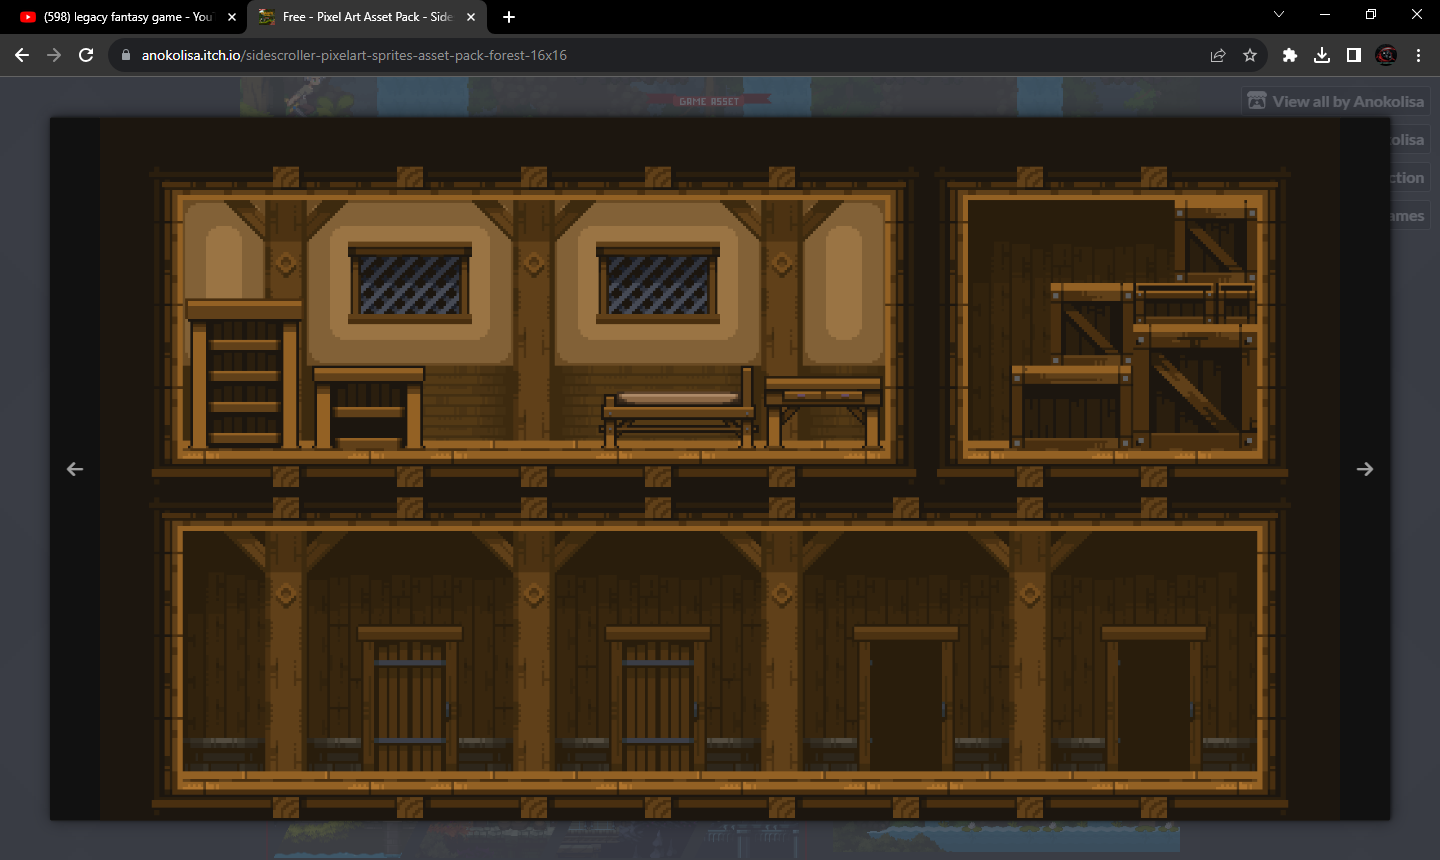 (598) legacy fantasy game - You
Free - Pixel Art Asset Pack - Side
anokolisa.itch.io/sidescroller-pixelart-sprites-asset-pack-forest-16x16
GAME ASSET
View all by Anokolisa
olisa
ction
ames